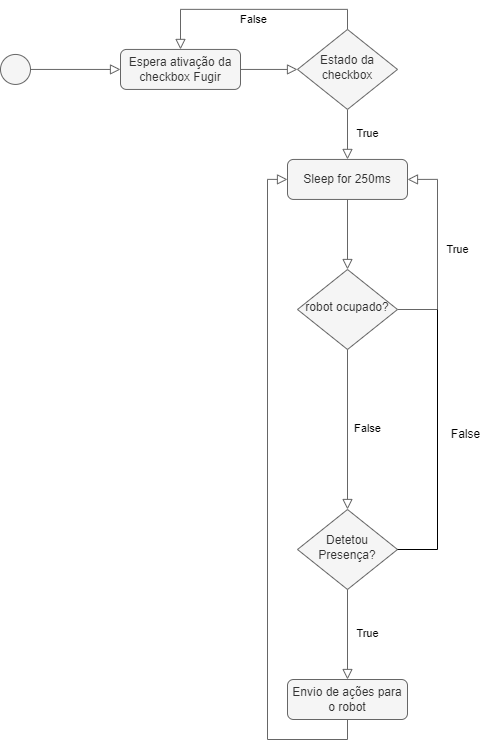 False
Espera ativação da
checkbox Fugir
Estado da
checkbox
True
Sleep for 250ms
True
robot ocupado?
False
False
Detetou
Presença?
True
Envio de ações para
o robot